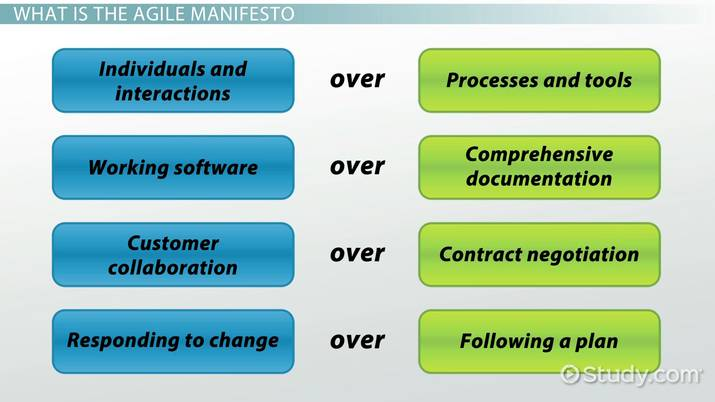 WHAT IS THE AGILE MANIFESTO
Individuals and
interactions
over
Processes and tools
Working software
over
Comprehensive
documentation
Customer
collaboration
over
Contract negotiation
Responding to change
over
Following a plan
Study.com